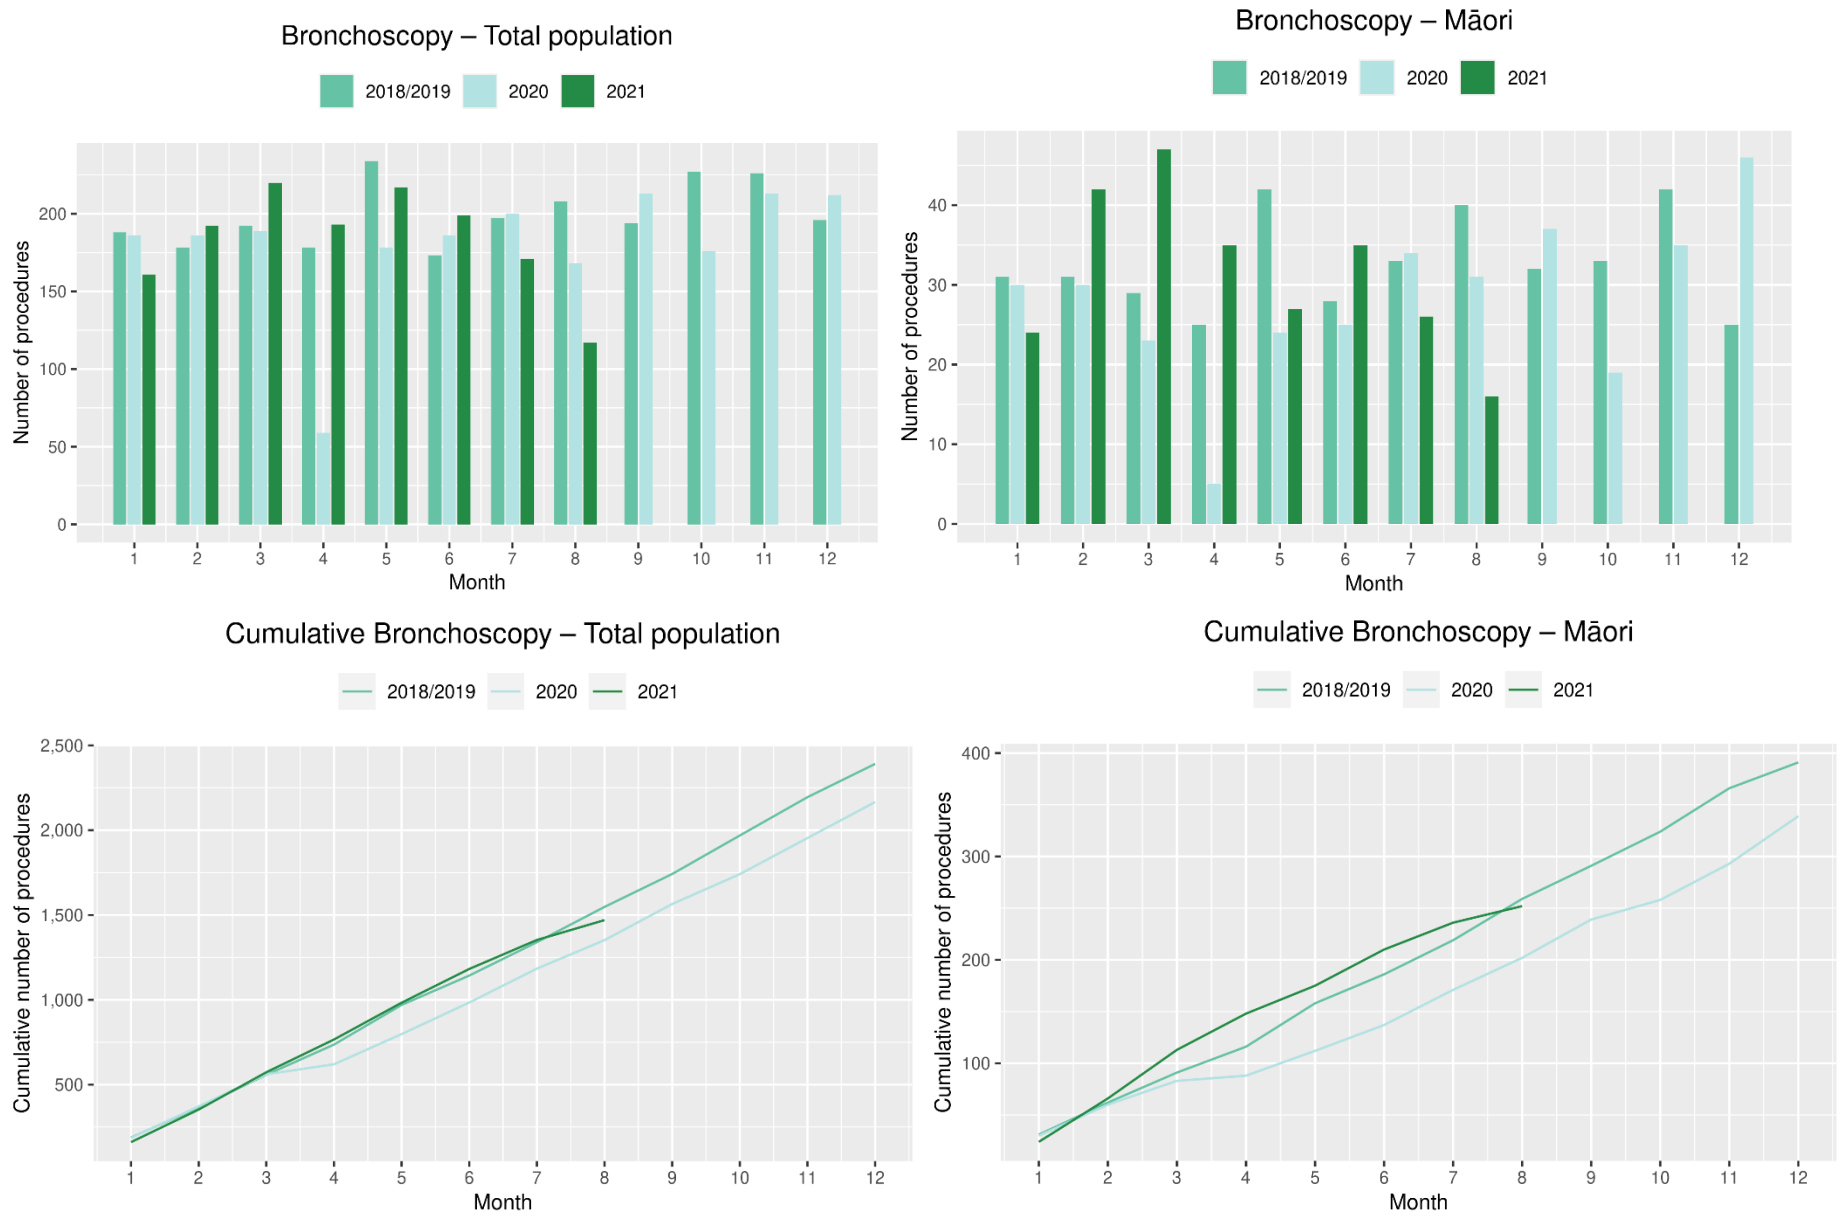 Bronchoscopy – Total population
2018/2019 2020 2021
Number of procedures
200
150
100
50
0
1 2 3 4 5 6 7 8 9 10 11 12
Month
Bronchoscopy – Māori
2018/2019 2020 2021
Number of procedures
40
30
20
10
0
1 2 3 4 5 6 7 8 9 10 11 12
Month
Cumulative Bronchoscopy – Total population
2018/2019 2020 2021
Cumulative number of procedures
2,500
2,000
1,500
1,000
500
1 2 3 4 5 6 7 8 9 10 11 12
Month
Cumulative Bronchoscopy – Māori
2018/2019 2020 2021
Cumulative number of procedures
400
300
200
100
1 2 3 4 5 6 7 8 9 10 11 12
Month